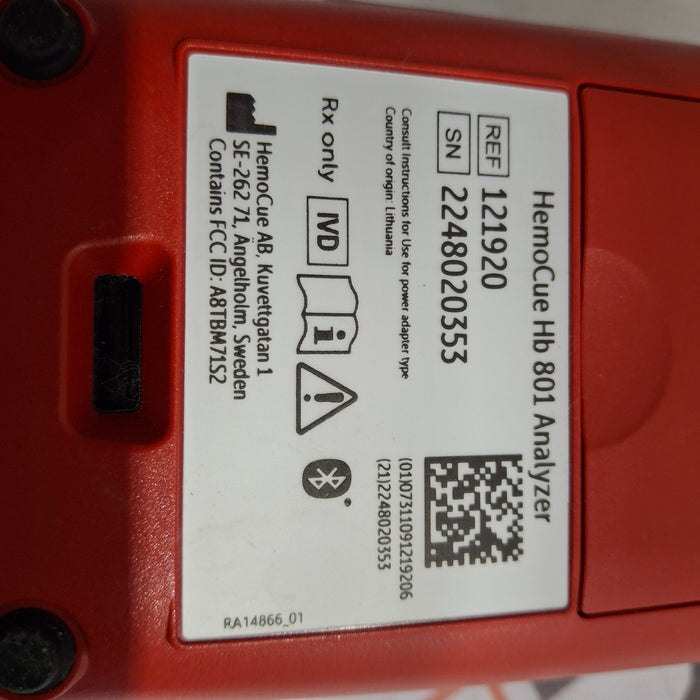 HemoCue Hb 801 Analyzer
REF 121920
SN 2248020353
(01)07311091219206
(21)2248020353
Consult Instructions for Use for power adapter type
Country of origin: Lithuania
Rx only IVD
HemoCue AB, Kuvettgatan 1
SE-262 71, Ängelholm, Sweden
Contains FCC ID: A8TBM71S2
RA14866_01